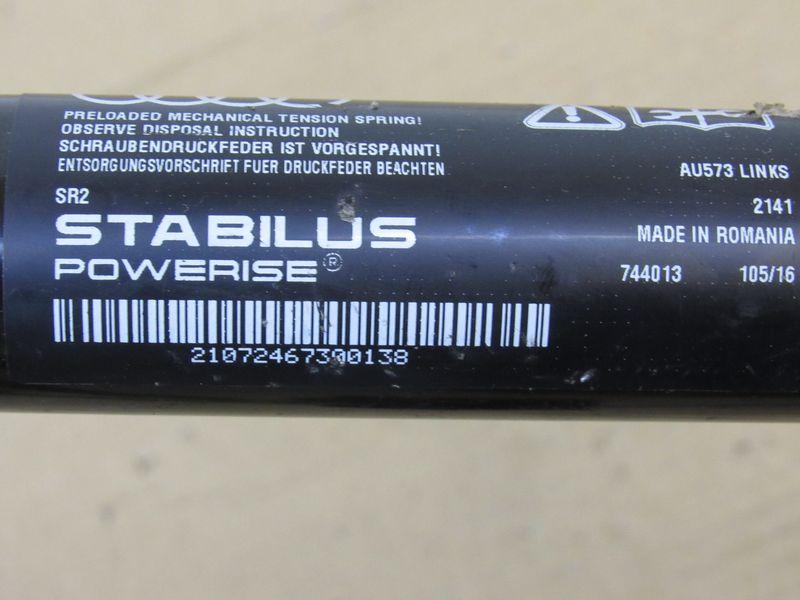 PRELOADED MECHANICAL TENSION SPRING!
OBSERVE DISPOSAL INSTRUCTION
SCHRAUBENDRUCKFEDER IST VORGESPANNT!
ENTSORGUNGSVORSCHRIFT FUER DRUCKFEDER BEACHTEN
SR2
STABILUS
POWERISE®
21072467390138
AU573 LINKS
2141
MADE IN ROMANIA
744013 105/16